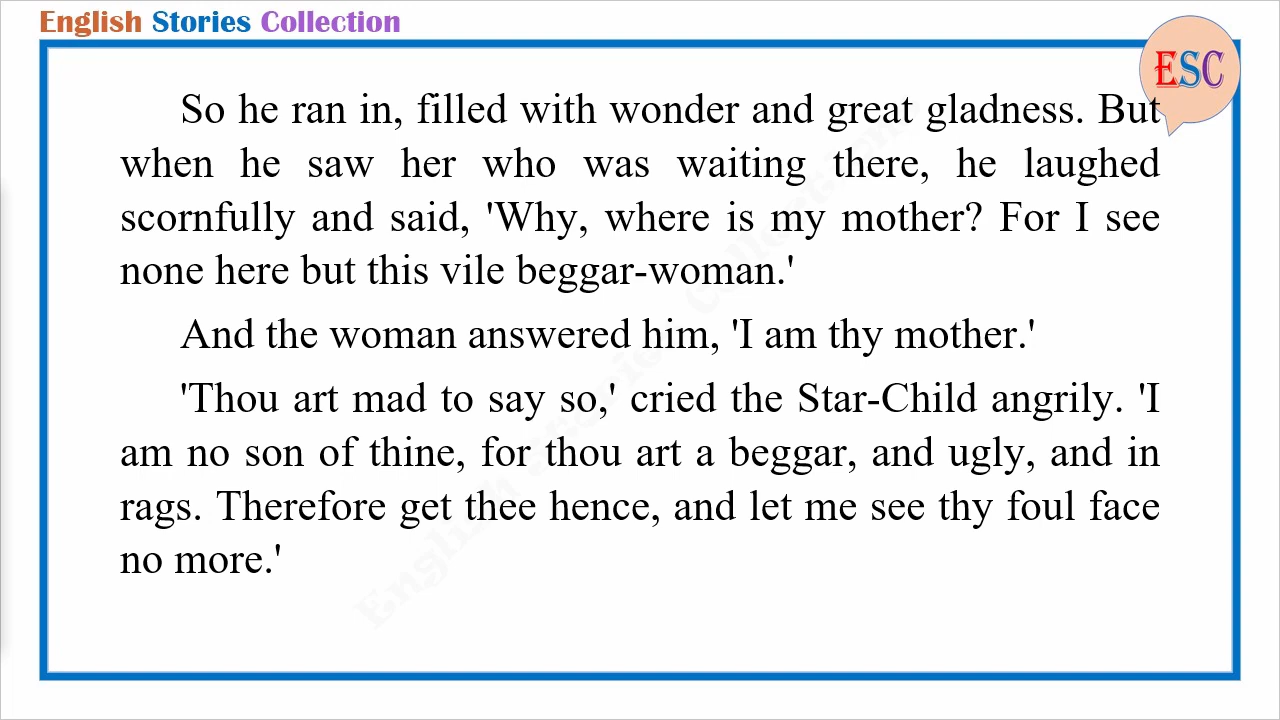 English Stories Collection
ESC
So he ran in, filled with wonder and great gladness. But
when he saw her who was waiting there, he laughed
scornfully and said, 'Why, where is my mother? For I see
none here but this vile beggar-woman.'
And the woman answered him, 'I am thy mother.'
'Thou art mad to say so,' cried the Star-Child angrily. 'I
am no son of thine, for thou art a beggar, and ugly, and in
rags. Therefore get thee hence, and let me see thy foul face
no more.'
English Stories Collections